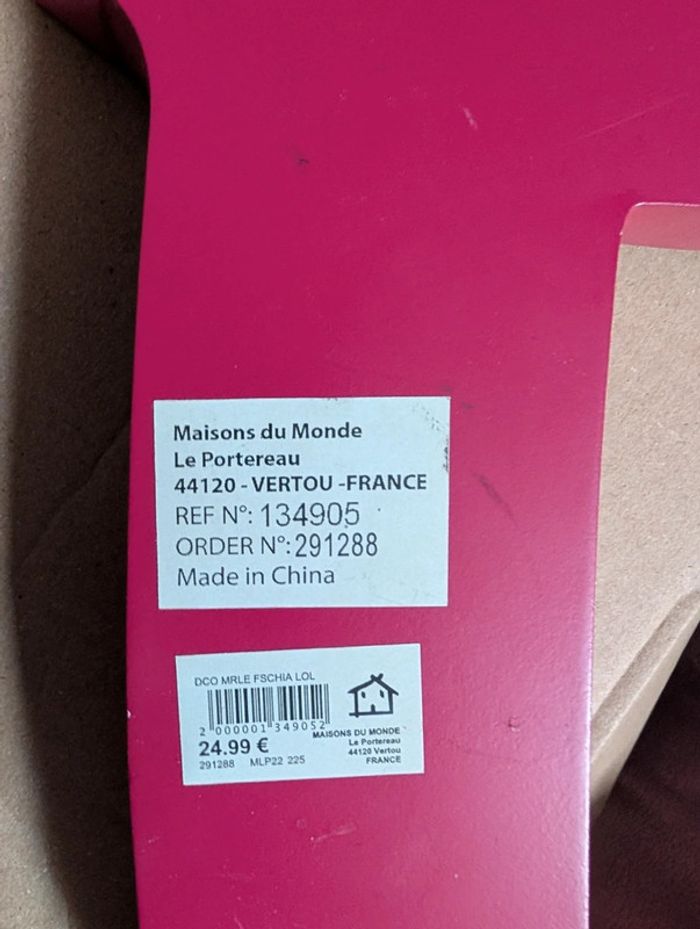 Maisons du Monde
Le Portereau
44120 - VERTOU -FRANCE
REF N°: 134905
ORDER N°: 291288
Made in China
DCO MRLE FSCHIA LOL
2 000001 349052
24.99 €
291288 MLP22 225
MAISONS DU MONDE
Le Portereau
44120 Vertou
FRANCE